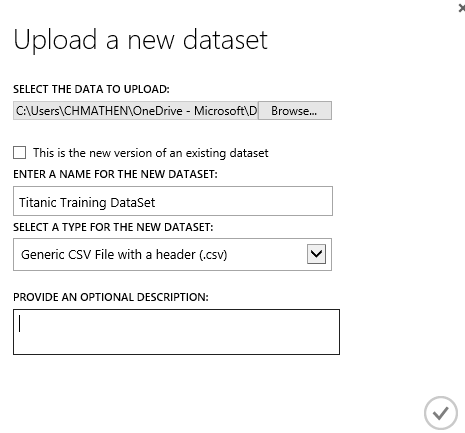 Upload a new dataset
SELECT THE DATA TO UPLOAD:
C:\Users\CHMATHEN\OneDrive - Microsoft\D Browse...
This is the new version of an existing dataset
ENTER A NAME FOR THE NEW DATASET:
Titanic Training DataSet
SELECT A TYPE FOR THE NEW DATASET:
Generic CSV File with a header (.csv)
PROVIDE AN OPTIONAL DESCRIPTION: